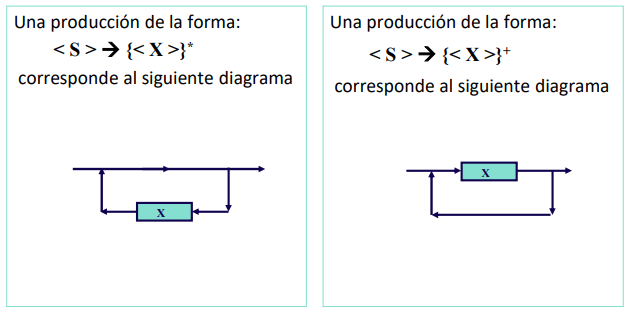 Una producción de la forma:
< S > → {< X >}*
corresponde al siguiente diagrama
X
Una producción de la forma:
< S > → {< X >}⁺
corresponde al siguiente diagrama
X